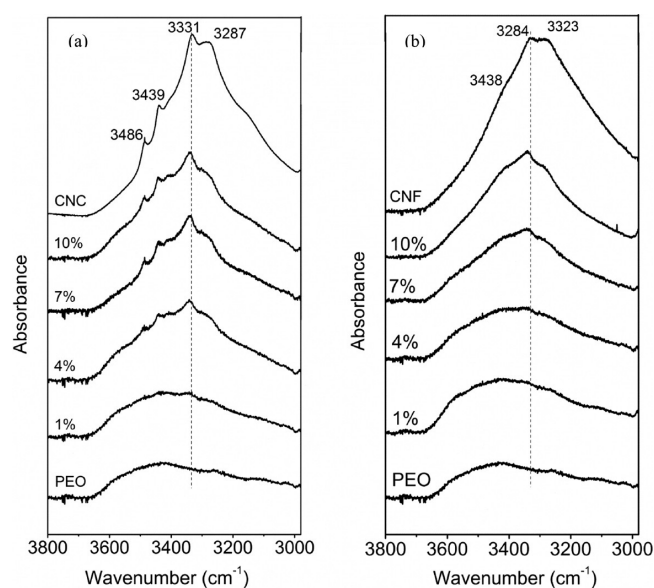 (a)
3331
3287
3439
3486
CNC
10%
7%
4%
1%
PEO
Absorbance
3800 3600 3400 3200 3000
Wavenumber (cm⁻¹)
(b)
3284
3323
3438
CNF
10%
7%
4%
1%
PEO
Absorbance
3800 3600 3400 3200 3000
Wavenumber (cm⁻¹)